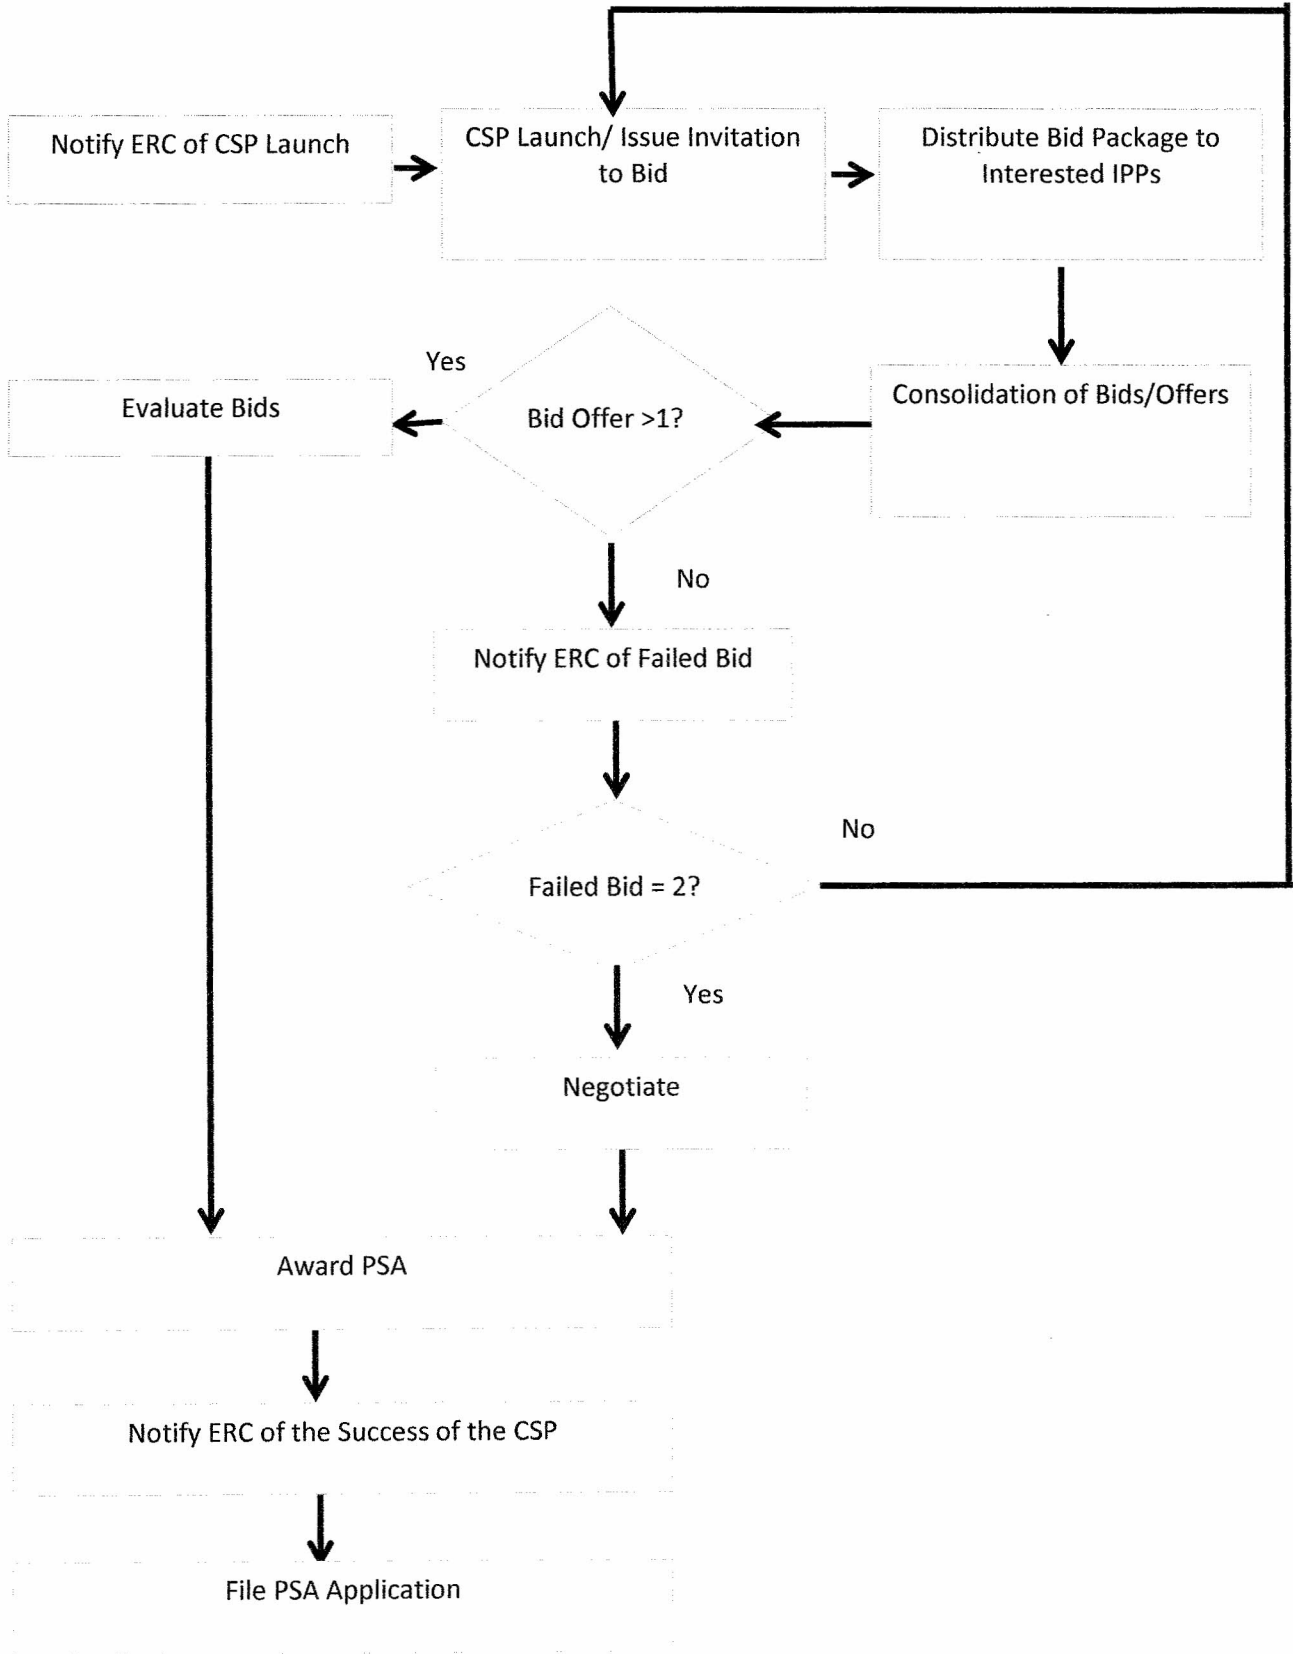 Notify ERC of CSP Launch
CSP Launch/ Issue Invitation
to Bid
Distribute Bid Package to
Interested IPPs
Yes
Evaluate Bids
Bid Offer >1?
Consolidation of Bids/Offers
No
Notify ERC of Failed Bid
No
Failed Bid = 2?
Yes
Negotiate
Award PSA
Notify ERC of the Success of the CSP
File PSA Application